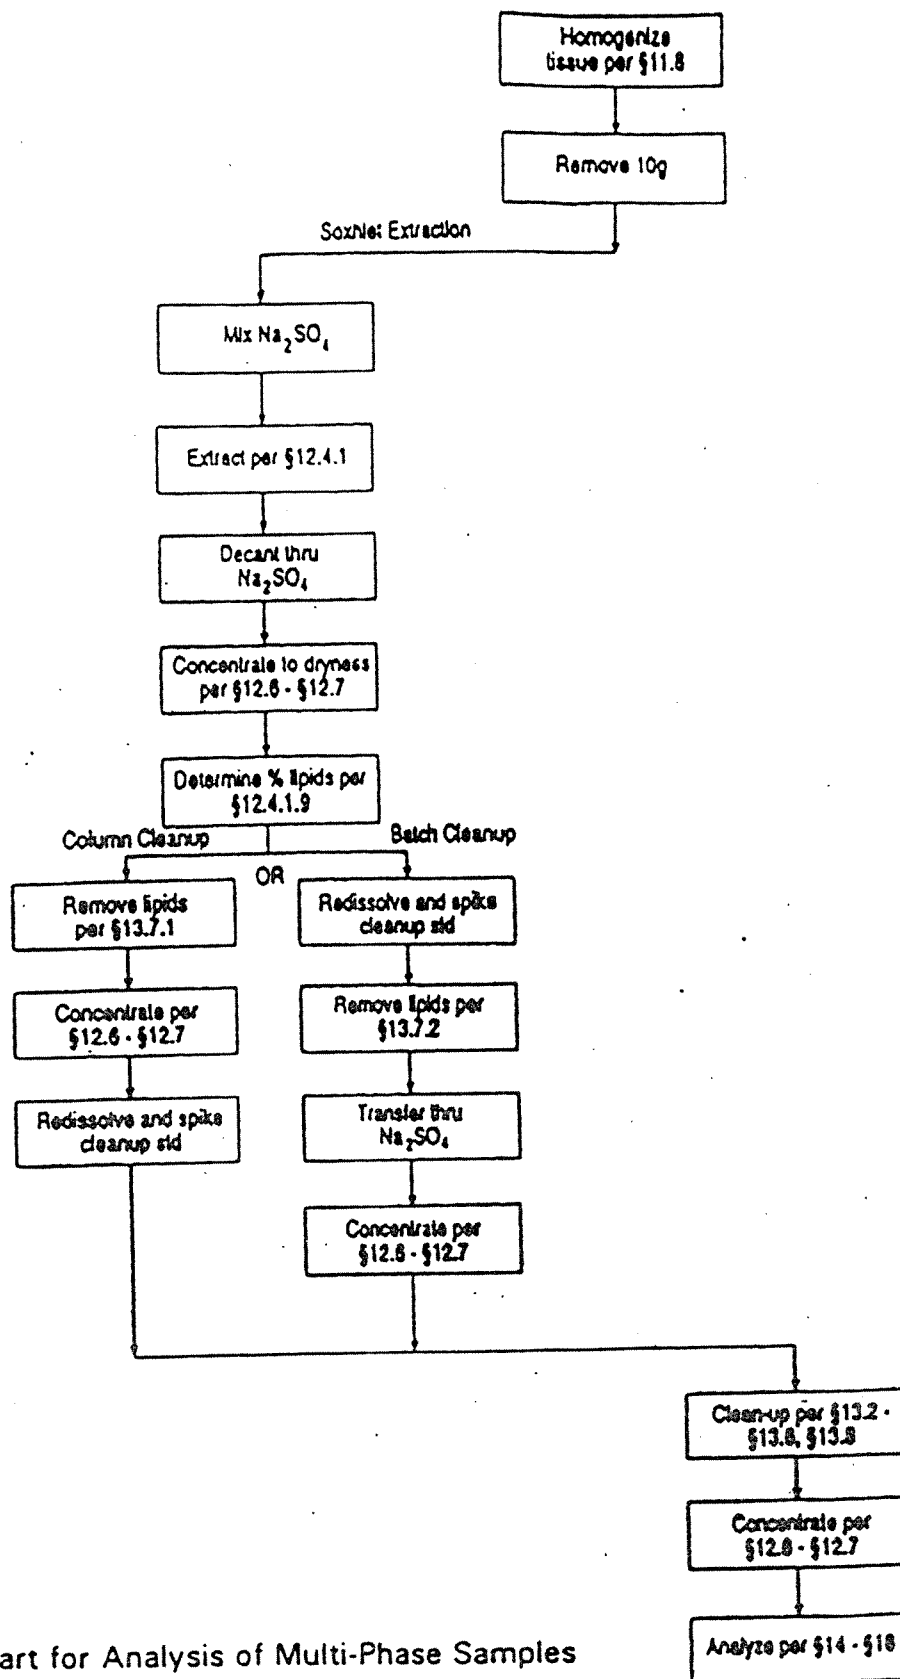 Homogenize
tissue per §11.8
Remove 10g
Soxhlet Extraction
Mix Na₂SO₄
Extract per §12.4.1
Decant thru
Na₂SO₄
Concentrate to dryness
per §12.6 - §12.7
Determine % lipids per
§12.4.1.9
Column Cleanup
Batch Cleanup
OR
Remove lipids
per §13.7.1
Concentrate per
§12.6 - §12.7
Redissolve and spike
cleanup std
Redissolve and spike
cleanup std
Remove lipids per
§13.7.2
Transfer thru
Na₂SO₄
Concentrate per
§12.6 - §12.7
Clean-up per §13.2 -
§13.6, §13.8
Concentrate per
§12.6 - §12.7
Analyze per §14 - §18
art for Analysis of Multi-Phase Samples